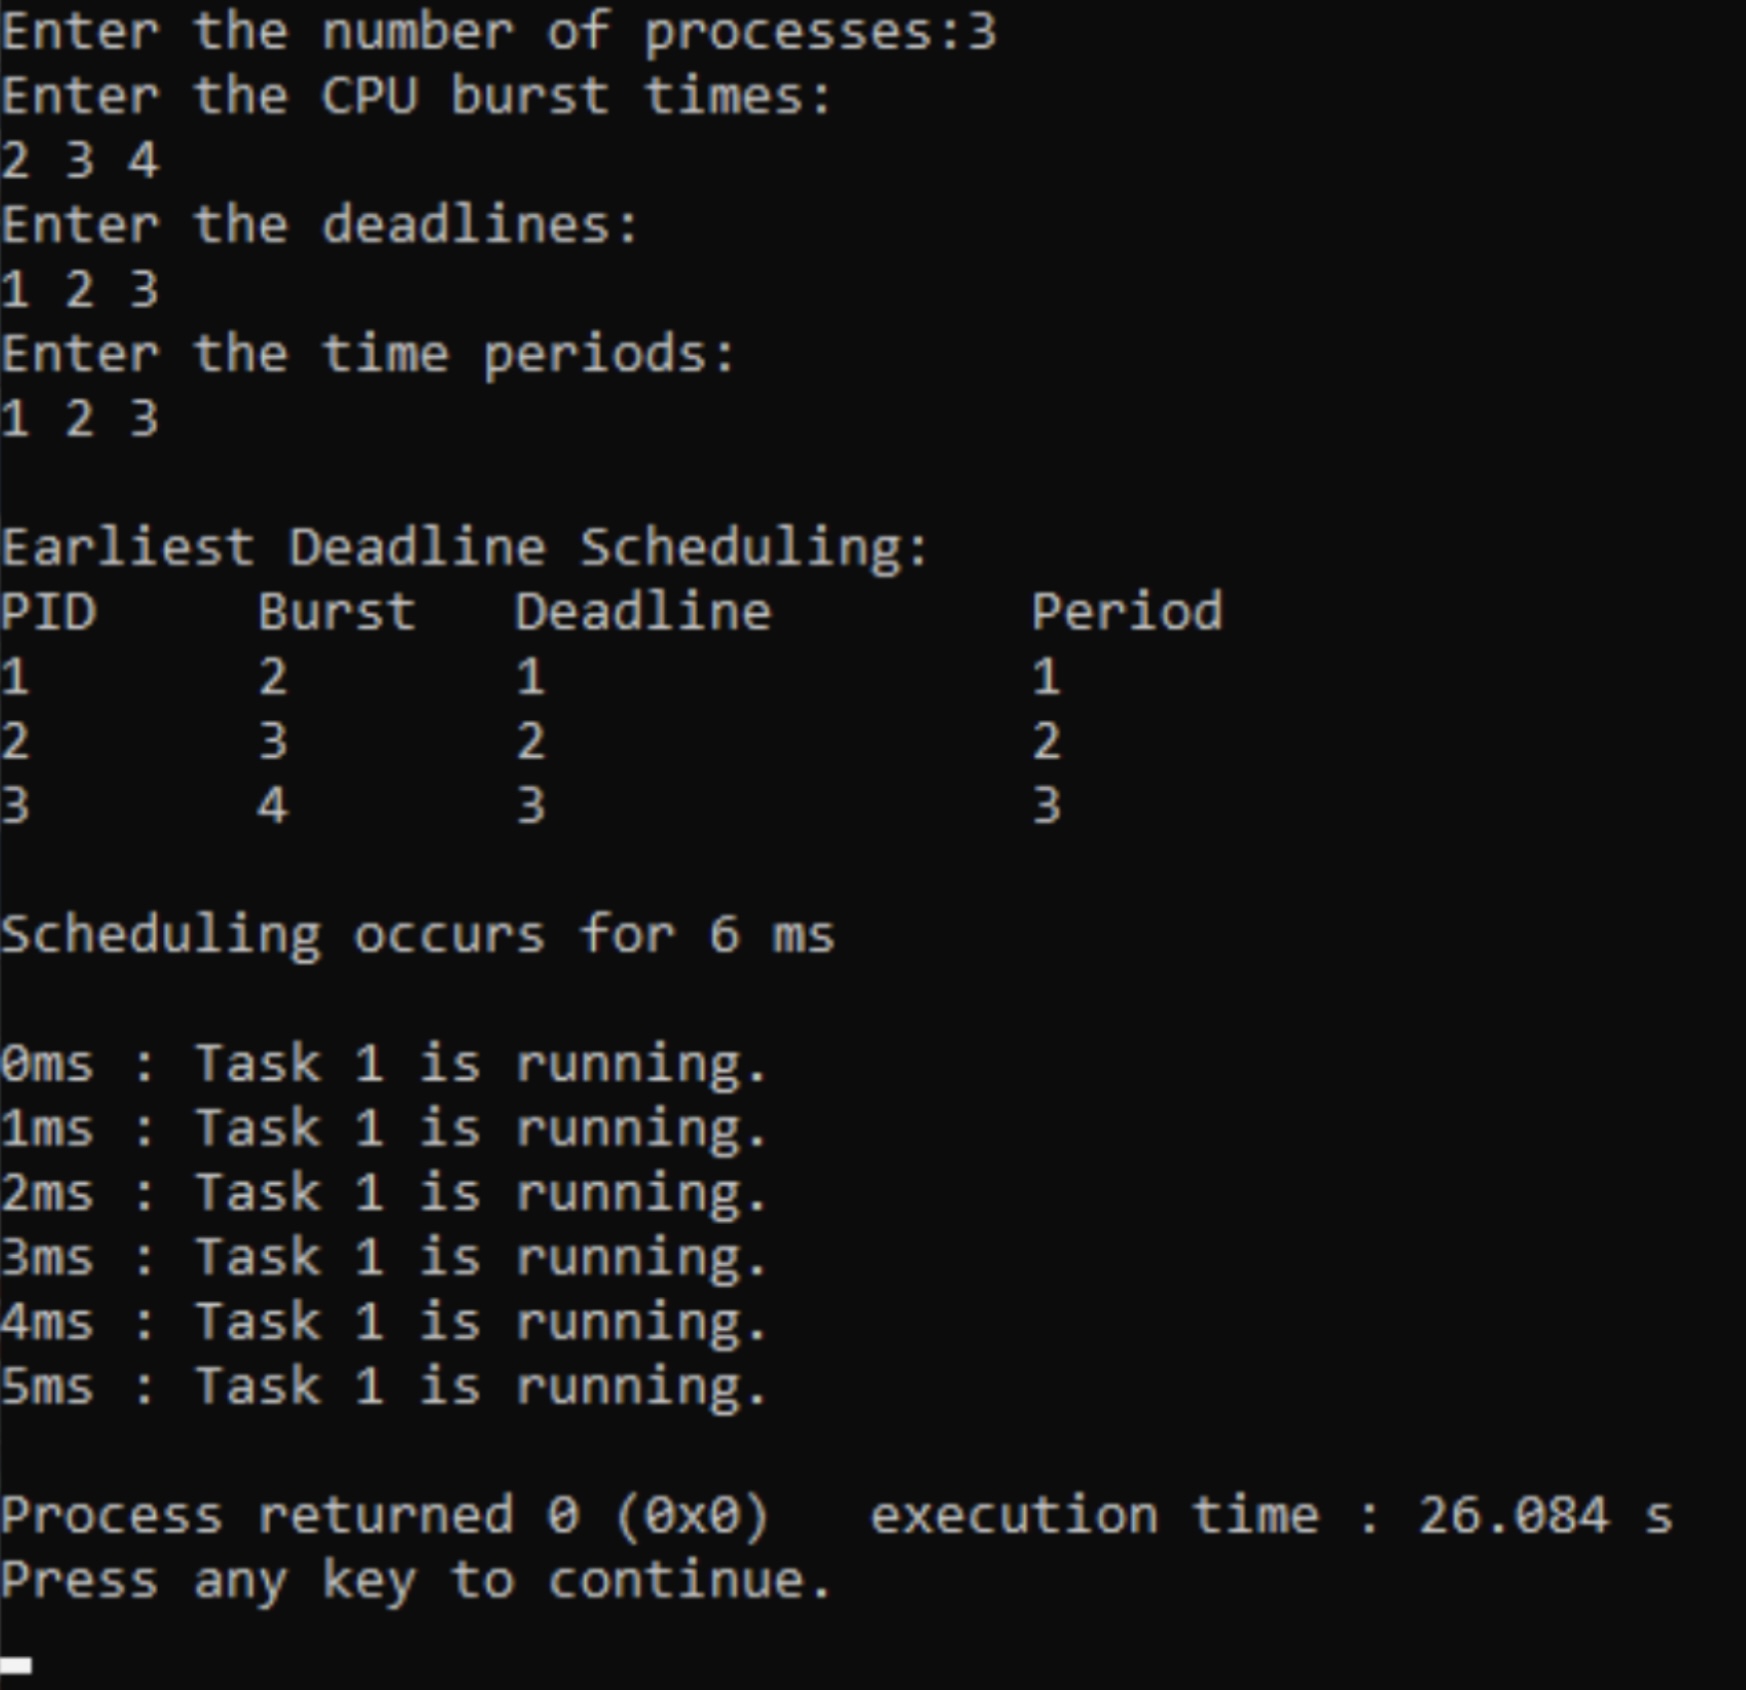 Enter the number of processes:3
Enter the CPU burst times:
2 3 4
Enter the deadlines:
1 2 3
Enter the time periods:
1 2 3
Earliest Deadline Scheduling:
PID Burst Deadline Period
1 2 1 1
2 3 2 2
3 4 3 3
Scheduling occurs for 6 ms
0ms : Task 1 is running.
1ms : Task 1 is running.
2ms : Task 1 is running.
3ms : Task 1 is running.
4ms : Task 1 is running.
5ms : Task 1 is running.
Process returned 0 (0x0)   execution time : 26.084 s
Press any key to continue.